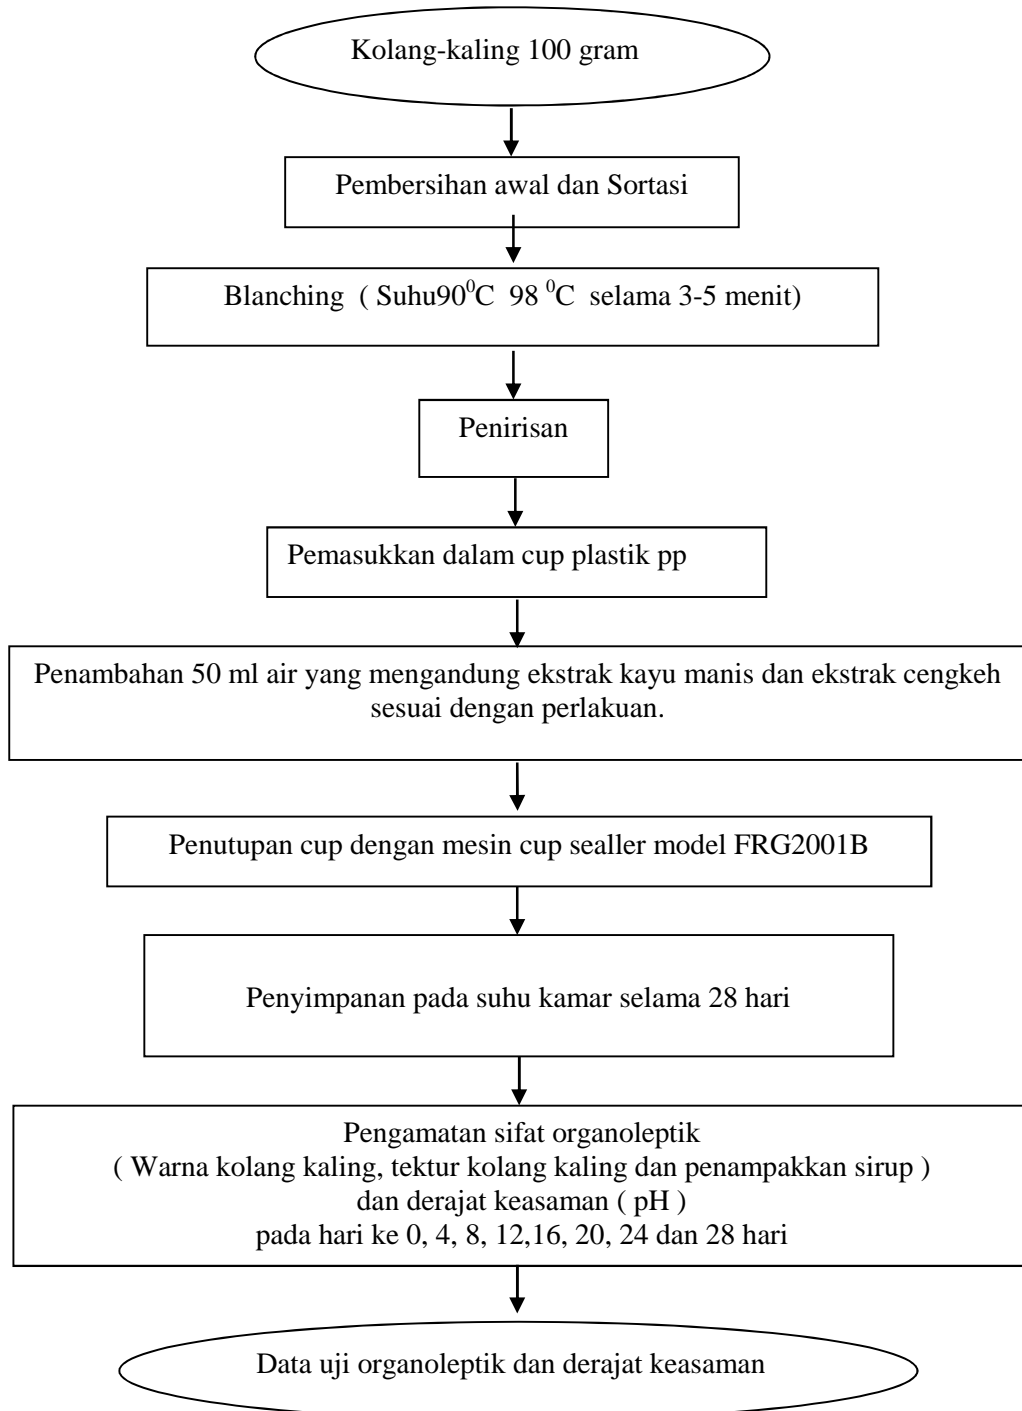 Kolang-kaling 100 gram
Pembersihan awal dan Sortasi
Blanching ( Suhu90⁰C 98 ⁰C selama 3-5 menit)
Penirisan
Pemasukkan dalam cup plastik pp
Penambahan 50 ml air yang mengandung ekstrak kayu manis dan ekstrak cengkeh
sesuai dengan perlakuan.
Penutupan cup dengan mesin cup sealler model FRG2001B
Penyimpanan pada suhu kamar selama 28 hari
Pengamatan sifat organoleptik
( Warna kolang kaling, tektur kolang kaling dan penampakkan sirup )
dan derajat keasaman ( pH )
pada hari ke 0, 4, 8, 12,16, 20, 24 dan 28 hari
Data uji organoleptik dan derajat keasaman